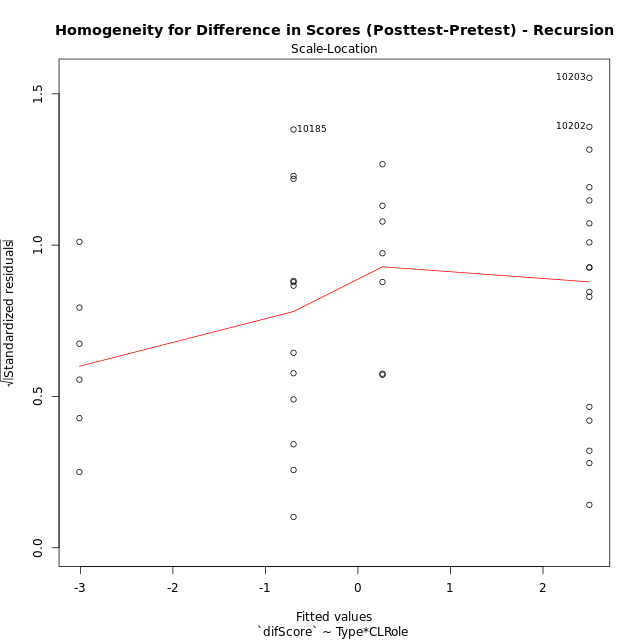 Homogeneity for Difference in Scores (Posttest-Pretest) - Recursion
Scale-Location
10203
10202
10185
1.5
1.0
0.5
0.0
√|Standardized residuals|
-3 -2 -1 0 1 2
Fitted values
`difScore` ~ Type*CLRole